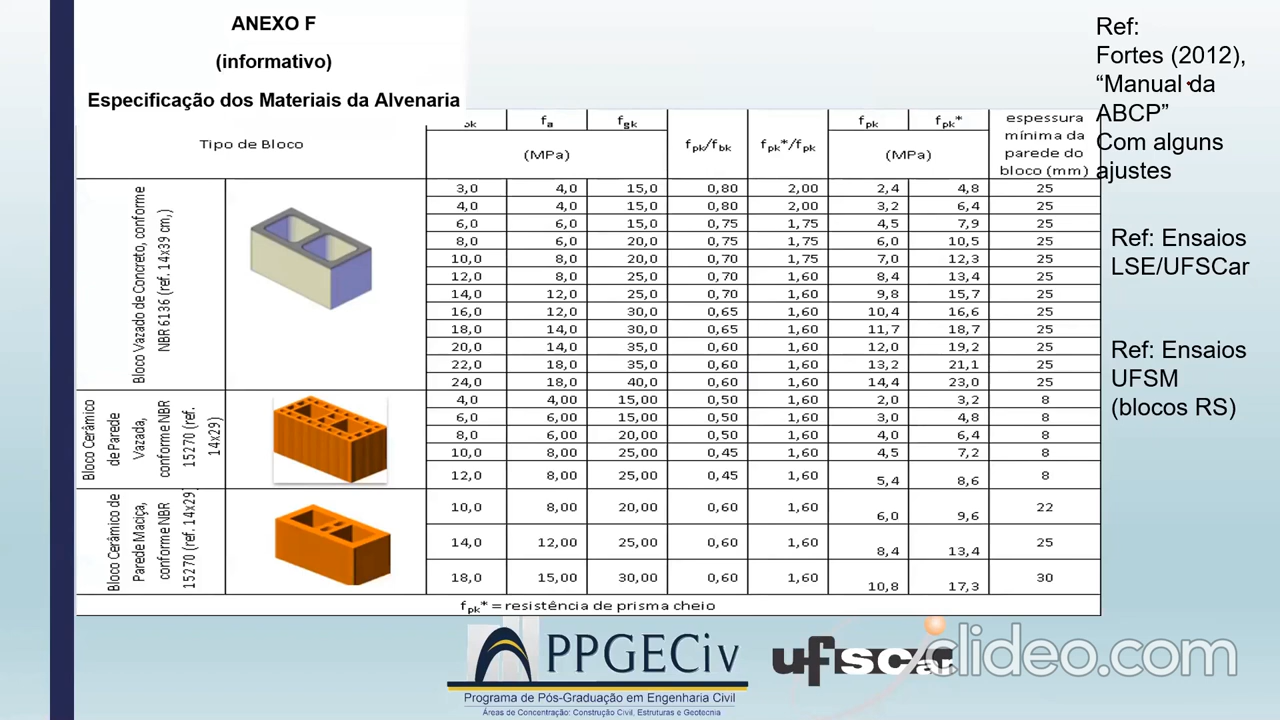 ANEXO F
(informativo)
Especificação dos Materiais da Alvenaria
Tipo de Bloco
bk fa fgk fpk/fbk fpk*/fpk fpk fpk* espessura mínima da parede do bloco (mm)
(MPa) (MPa)
Bloco Vazado de Concreto, conforme
NBR 6136 (ref. 14x39 cm,)
3,0 4,0 15,0 0,80 2,00 2,4 4,8 25
4,0 4,0 15,0 0,80 2,00 3,2 6,4 25
6,0 6,0 15,0 0,75 1,75 4,5 7,9 25
8,0 6,0 20,0 0,75 1,75 6,0 10,5 25
10,0 8,0 20,0 0,70 1,75 7,0 12,3 25
12,0 8,0 25,0 0,70 1,60 8,4 13,4 25
14,0 12,0 25,0 0,70 1,60 9,8 15,7 25
16,0 12,0 30,0 0,65 1,60 10,4 16,6 25
18,0 14,0 30,0 0,65 1,60 11,7 18,7 25
20,0 14,0 35,0 0,60 1,60 12,0 19,2 25
22,0 18,0 35,0 0,60 1,60 13,2 21,1 25
24,0 18,0 40,0 0,60 1,60 14,4 23,0 25
Bloco Cerâmico
de Parede
Vazada,
conforme NBR
15270 (ref.
14x29)
4,0 4,00 15,00 0,50 1,60 2,0 3,2 8
6,0 6,00 15,00 0,50 1,60 3,0 4,8 8
8,0 6,00 20,00 0,50 1,60 4,0 6,4 8
10,0 8,00 25,00 0,45 1,60 4,5 7,2 8
12,0 8,00 25,00 0,45 1,60 5,4 8,6 8
Bloco Cerâmico de
Parede Maciça,
conforme NBR
15270 (ref. 14x29)
10,0 8,00 20,00 0,60 1,60 6,0 9,6 22
14,0 12,00 25,00 0,60 1,60 8,4 13,4 25
18,0 15,00 30,00 0,60 1,60 10,8 17,3 30
fpk* = resistência de prisma cheio
Ref:
Fortes (2012),
“Manual da
ABCP”
Com alguns
ajustes
Ref: Ensaios
LSE/UFSCar
Ref: Ensaios
UFSM
(blocos RS)
PPGECiv
Programa de Pós-Graduação em Engenharia Civil
Áreas de Concentração: Construção Civil, Estruturas e Geotecnia
ufscar
clideo.com